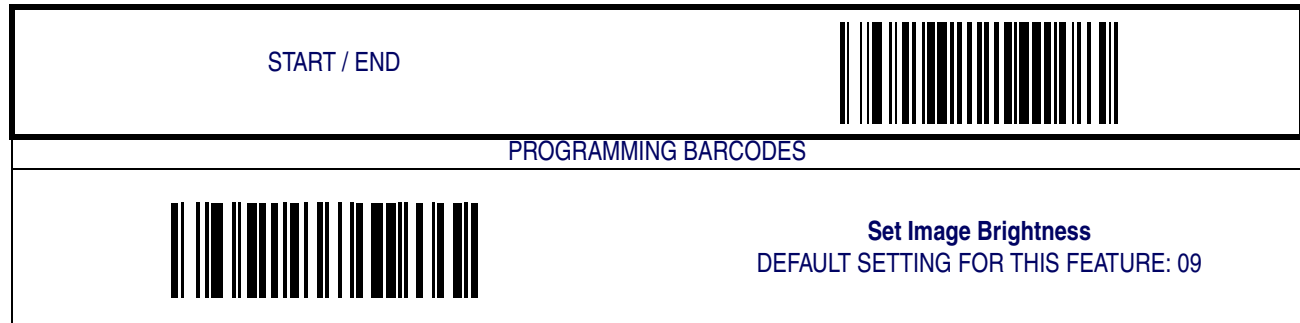 START / END
PROGRAMMING BARCODES
Set Image Brightness
DEFAULT SETTING FOR THIS FEATURE: 09